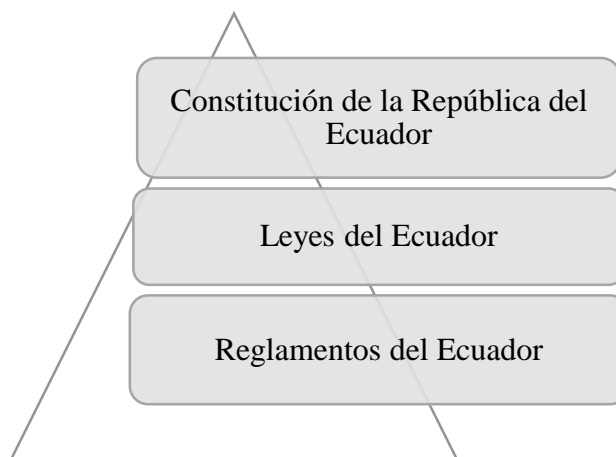 Constitución de la República del
Ecuador
Leyes del Ecuador
Reglamentos del Ecuador